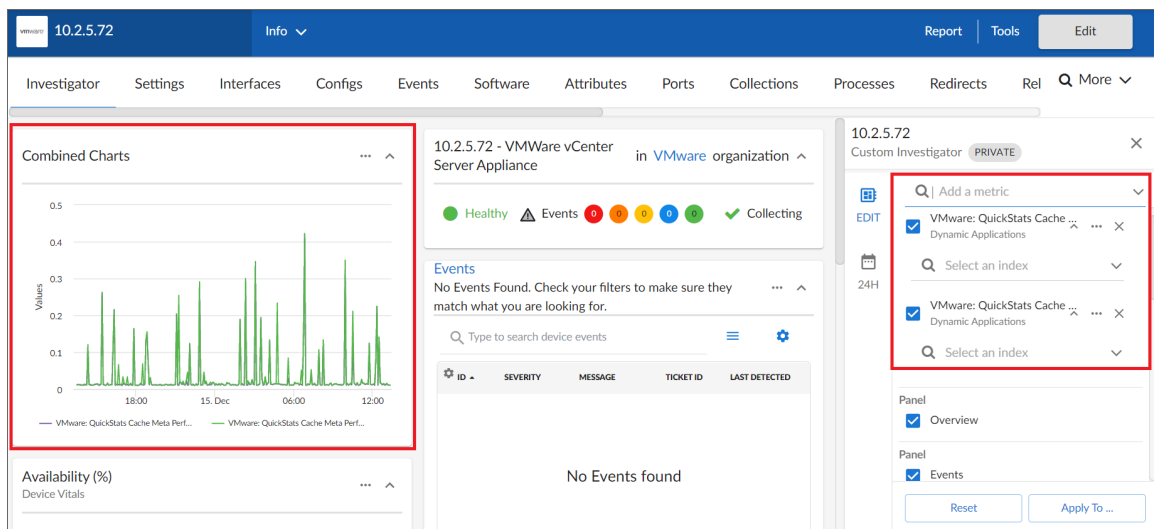 vmware
10.2.5.72
Info
Report
Tools
Edit
Investigator
Settings
Interfaces
Configs
Events
Software
Attributes
Ports
Collections
Processes
Redirects
Rel
More
Combined Charts
0.5
0.4
0.3
0.2
0.1
0
Values
18:00
15. Dec
06:00
12:00
VMware: QuickStats Cache Meta Perf...
VMware: QuickStats Cache Meta Perf...
Availability (%)
Device Vitals
10.2.5.72 - VMWare vCenter
Server Appliance
in VMware organization
Healthy
Events
0
0
0
0
0
Collecting
Events
No Events Found. Check your filters to make sure they
match what you are looking for.
Type to search device events
ID
SEVERITY
MESSAGE
TICKET ID
LAST DETECTED
No Events found
10.2.5.72
Custom Investigator
PRIVATE
EDIT
24H
Add a metric
VMware: QuickStats Cache ...
Dynamic Applications
Select an index
VMware: QuickStats Cache ...
Dynamic Applications
Select an index
Panel
Overview
Panel
Events
Reset
Apply To ...